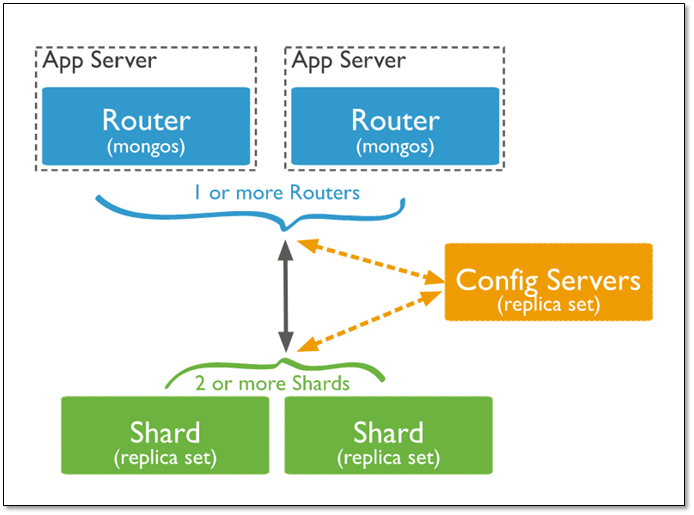 App Server
Router
(mongos)
App Server
Router
(mongos)
1 or more Routers
Config Servers
(replica set)
2 or more Shards
Shard
(replica set)
Shard
(replica set)